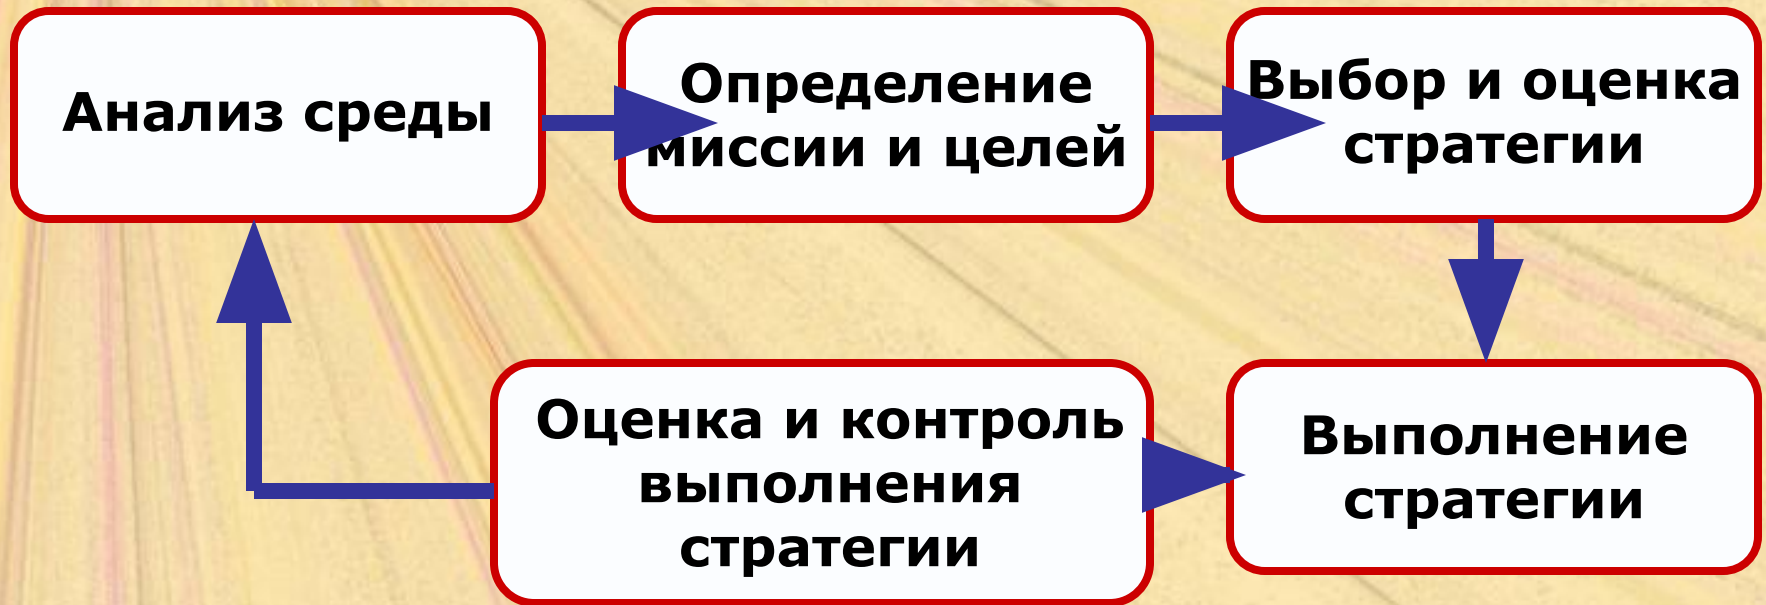 Анализ среды
Определение
миссии и целей
Выбор и оценка
стратегии
Оценка и контроль
выполнения
стратегии
Выполнение
стратегии